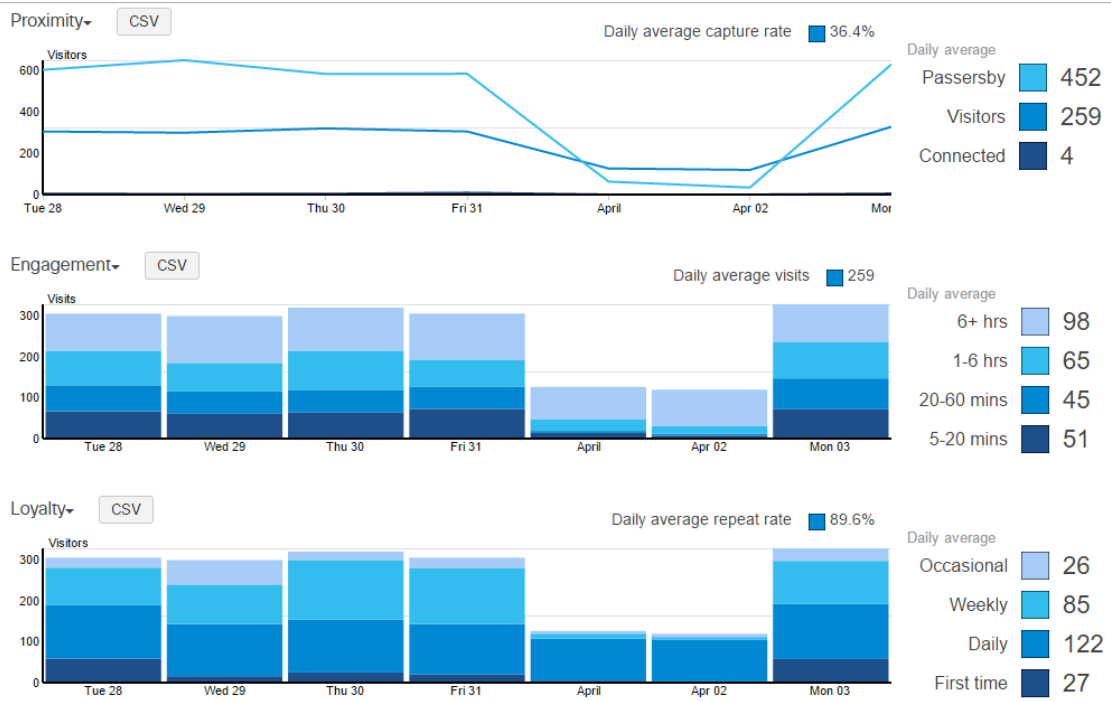 Proximity CSV
Daily average capture rate 36.4%
Visitors
600
400
200
0
Tue 28 Wed 29 Thu 30 Fri 31 April Apr 02 Mon
Daily average
Passersby 452
Visitors 259
Connected 4
Engagement CSV
Daily average visits 259
Visits
300
200
100
0
Tue 28 Wed 29 Thu 30 Fri 31 April Apr 02 Mon 03
Daily average
6+ hrs 98
1-6 hrs 65
20-60 mins 45
5-20 mins 51
Loyalty CSV
Daily average repeat rate 89.6%
Visitors
300
200
100
0
Tue 28 Wed 29 Thu 30 Fri 31 April Apr 02 Mon 03
Daily average
Occasional 26
Weekly 85
Daily 122
First time 27